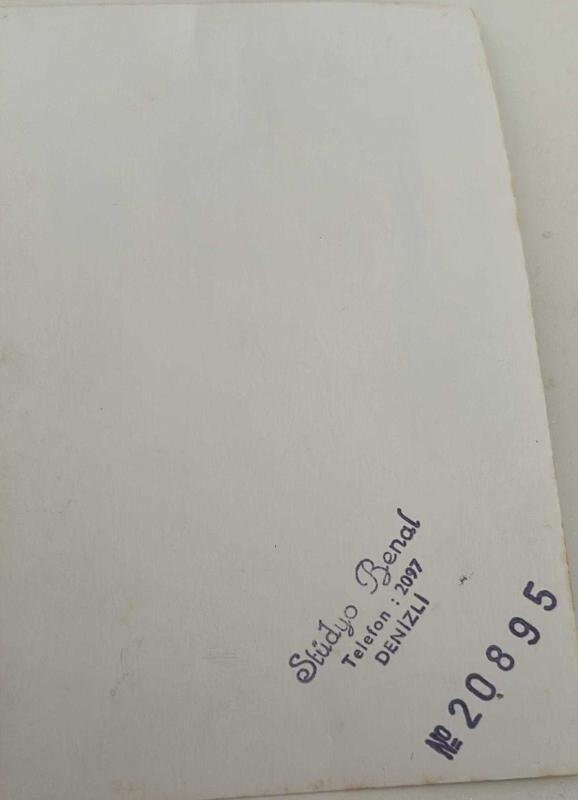 Stüdyo Benal
Telefon : 2097
DENİZLİ
№ 20895